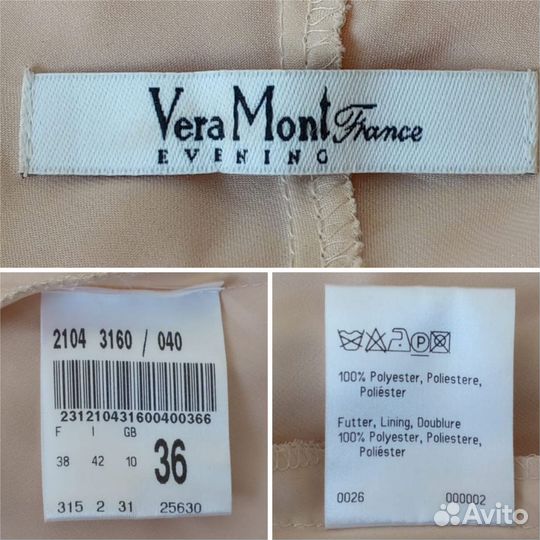 Vera Mont France
EVENING
2104 3160 / 040
231210431600400366
F I GB
38 42 10 36
315 2 31 25630
P
100% Polyester, Poliestere,
Poliéster
Futter, Lining, Doublure
100% Polyester, Poliestere,
Poliéster
0026 000002
Avito